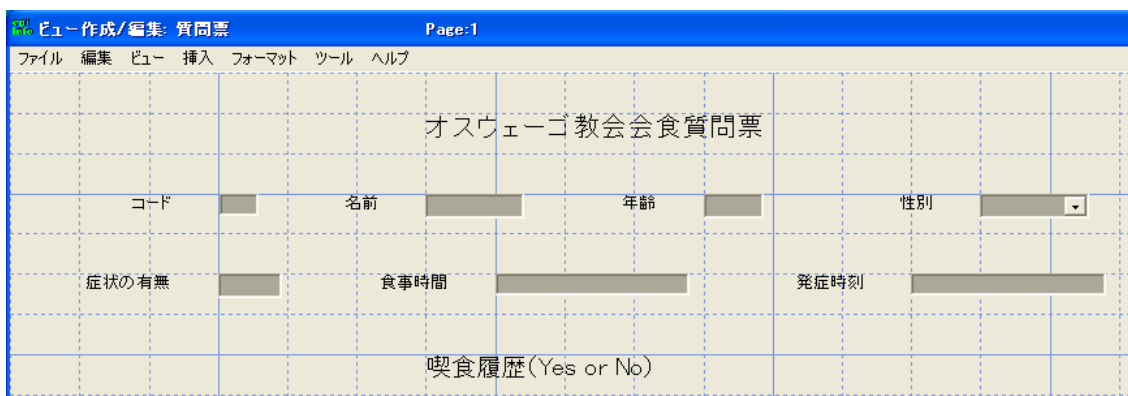 Epi Info ビュー作成/編集: 質問票 Page:1
ファイル 編集 ビュー 挿入 フォーマット ツール ヘルプ
オスウェーゴ教会会食質問票
コード 名前 年齢 性別
症状の有無 食事時間 発症時刻
喫食履歴(Yes or No)